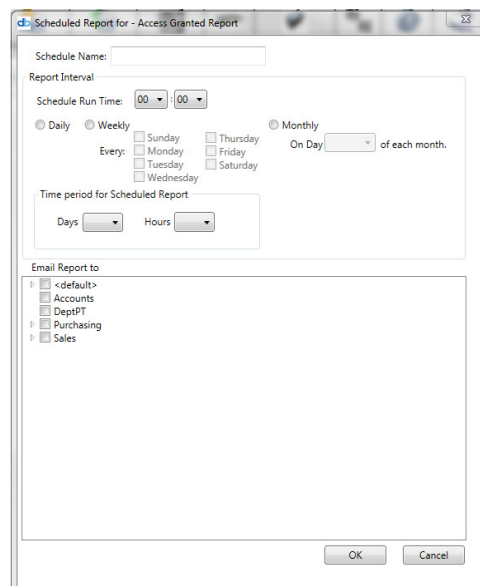 db Scheduled Report for - Access Granted Report
Schedule Name:
Report Interval
Schedule Run Time: 00 : 00
Daily Weekly Monthly
Sunday Thursday
Every: Monday Friday On Day of each month.
Tuesday Saturday
Wednesday
Time period for Scheduled Report
Days Hours
Email Report to
<default>
Accounts
DeptPT
Purchasing
Sales
OK Cancel